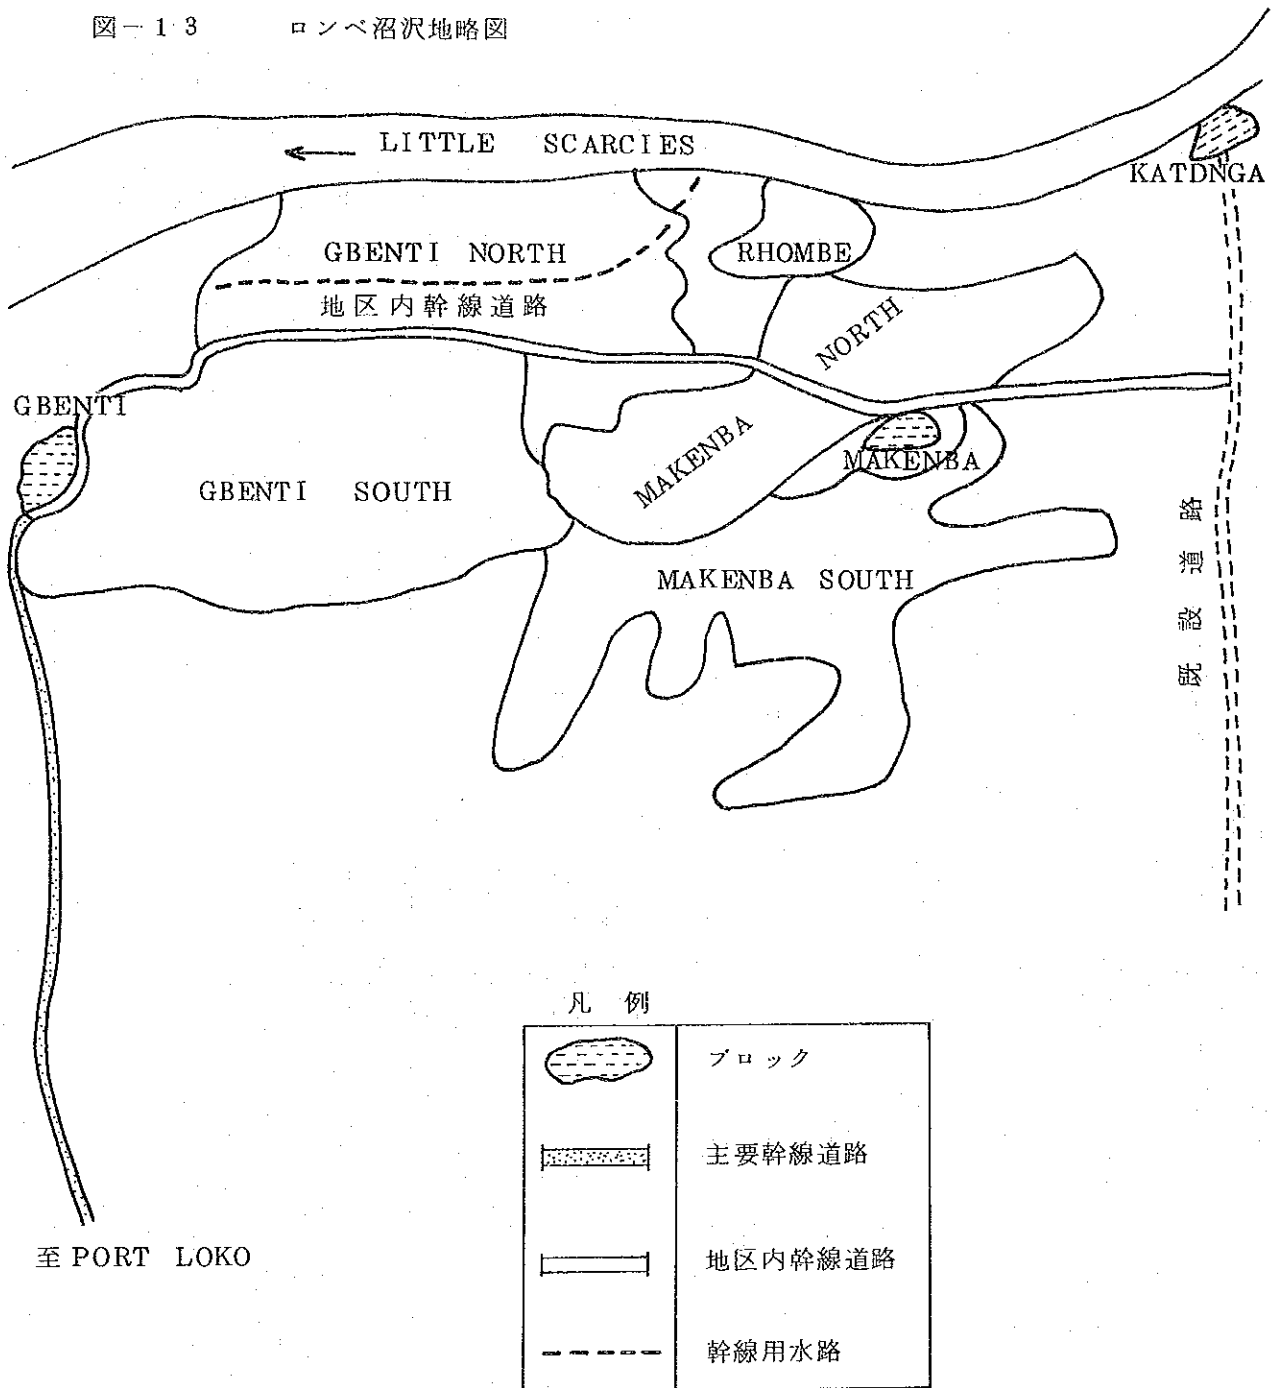 図-13 ロンベ沼沢地略図
← LITTLE SCARCIES
KATDNGA
GBENTI NORTH
RHOMBE
地区内幹線道路
NORTH
GBENTI
MAKENBA
MAKENBA
GBENTI SOUTH
MAKENBA SOUTH
既設道路
至 PORT LOKO
凡例
ブロック
主要幹線道路
地区内幹線道路
幹線用水路